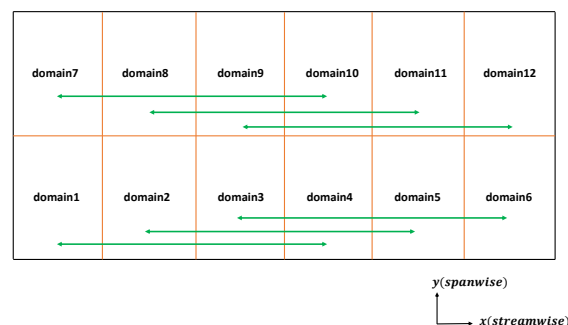 domain7 domain8 domain9 domain10 domain11 domain12
domain1 domain2 domain3 domain4 domain5 domain6
y(spanwise)
x(streamwise)